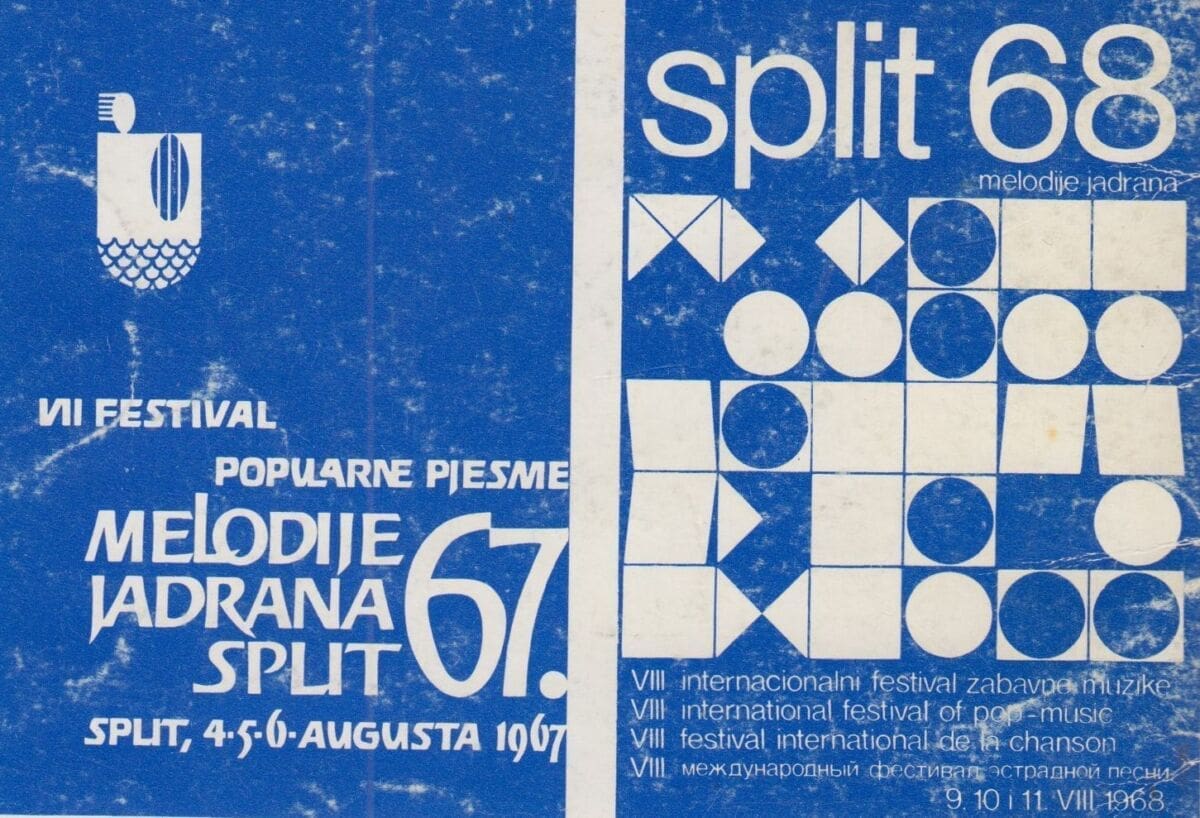 VII FESTIVAL
POPULARNE PJESME
MELODIJE
JADRANA
SPLIT
67.
SPLIT, 4-5-6-AUGUSTA 1967
split 68
melodije jadrana
VIII internacionalni festival zabavne muzike
VIII international festival of pop-music
VIII festival international de la chanson
VIII международный фестивал эстрадной песни
9. 10 i 11. VIII 1968